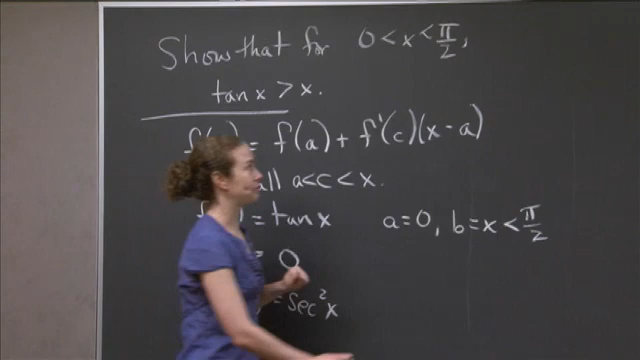 Show that for 0 < x < π/2,
tan x > x.
f( = f(a) + f'(c)(x - a)
all a < c < x.
f( ) = tan x a = 0, b = x < π/2
= 0
= sec²x